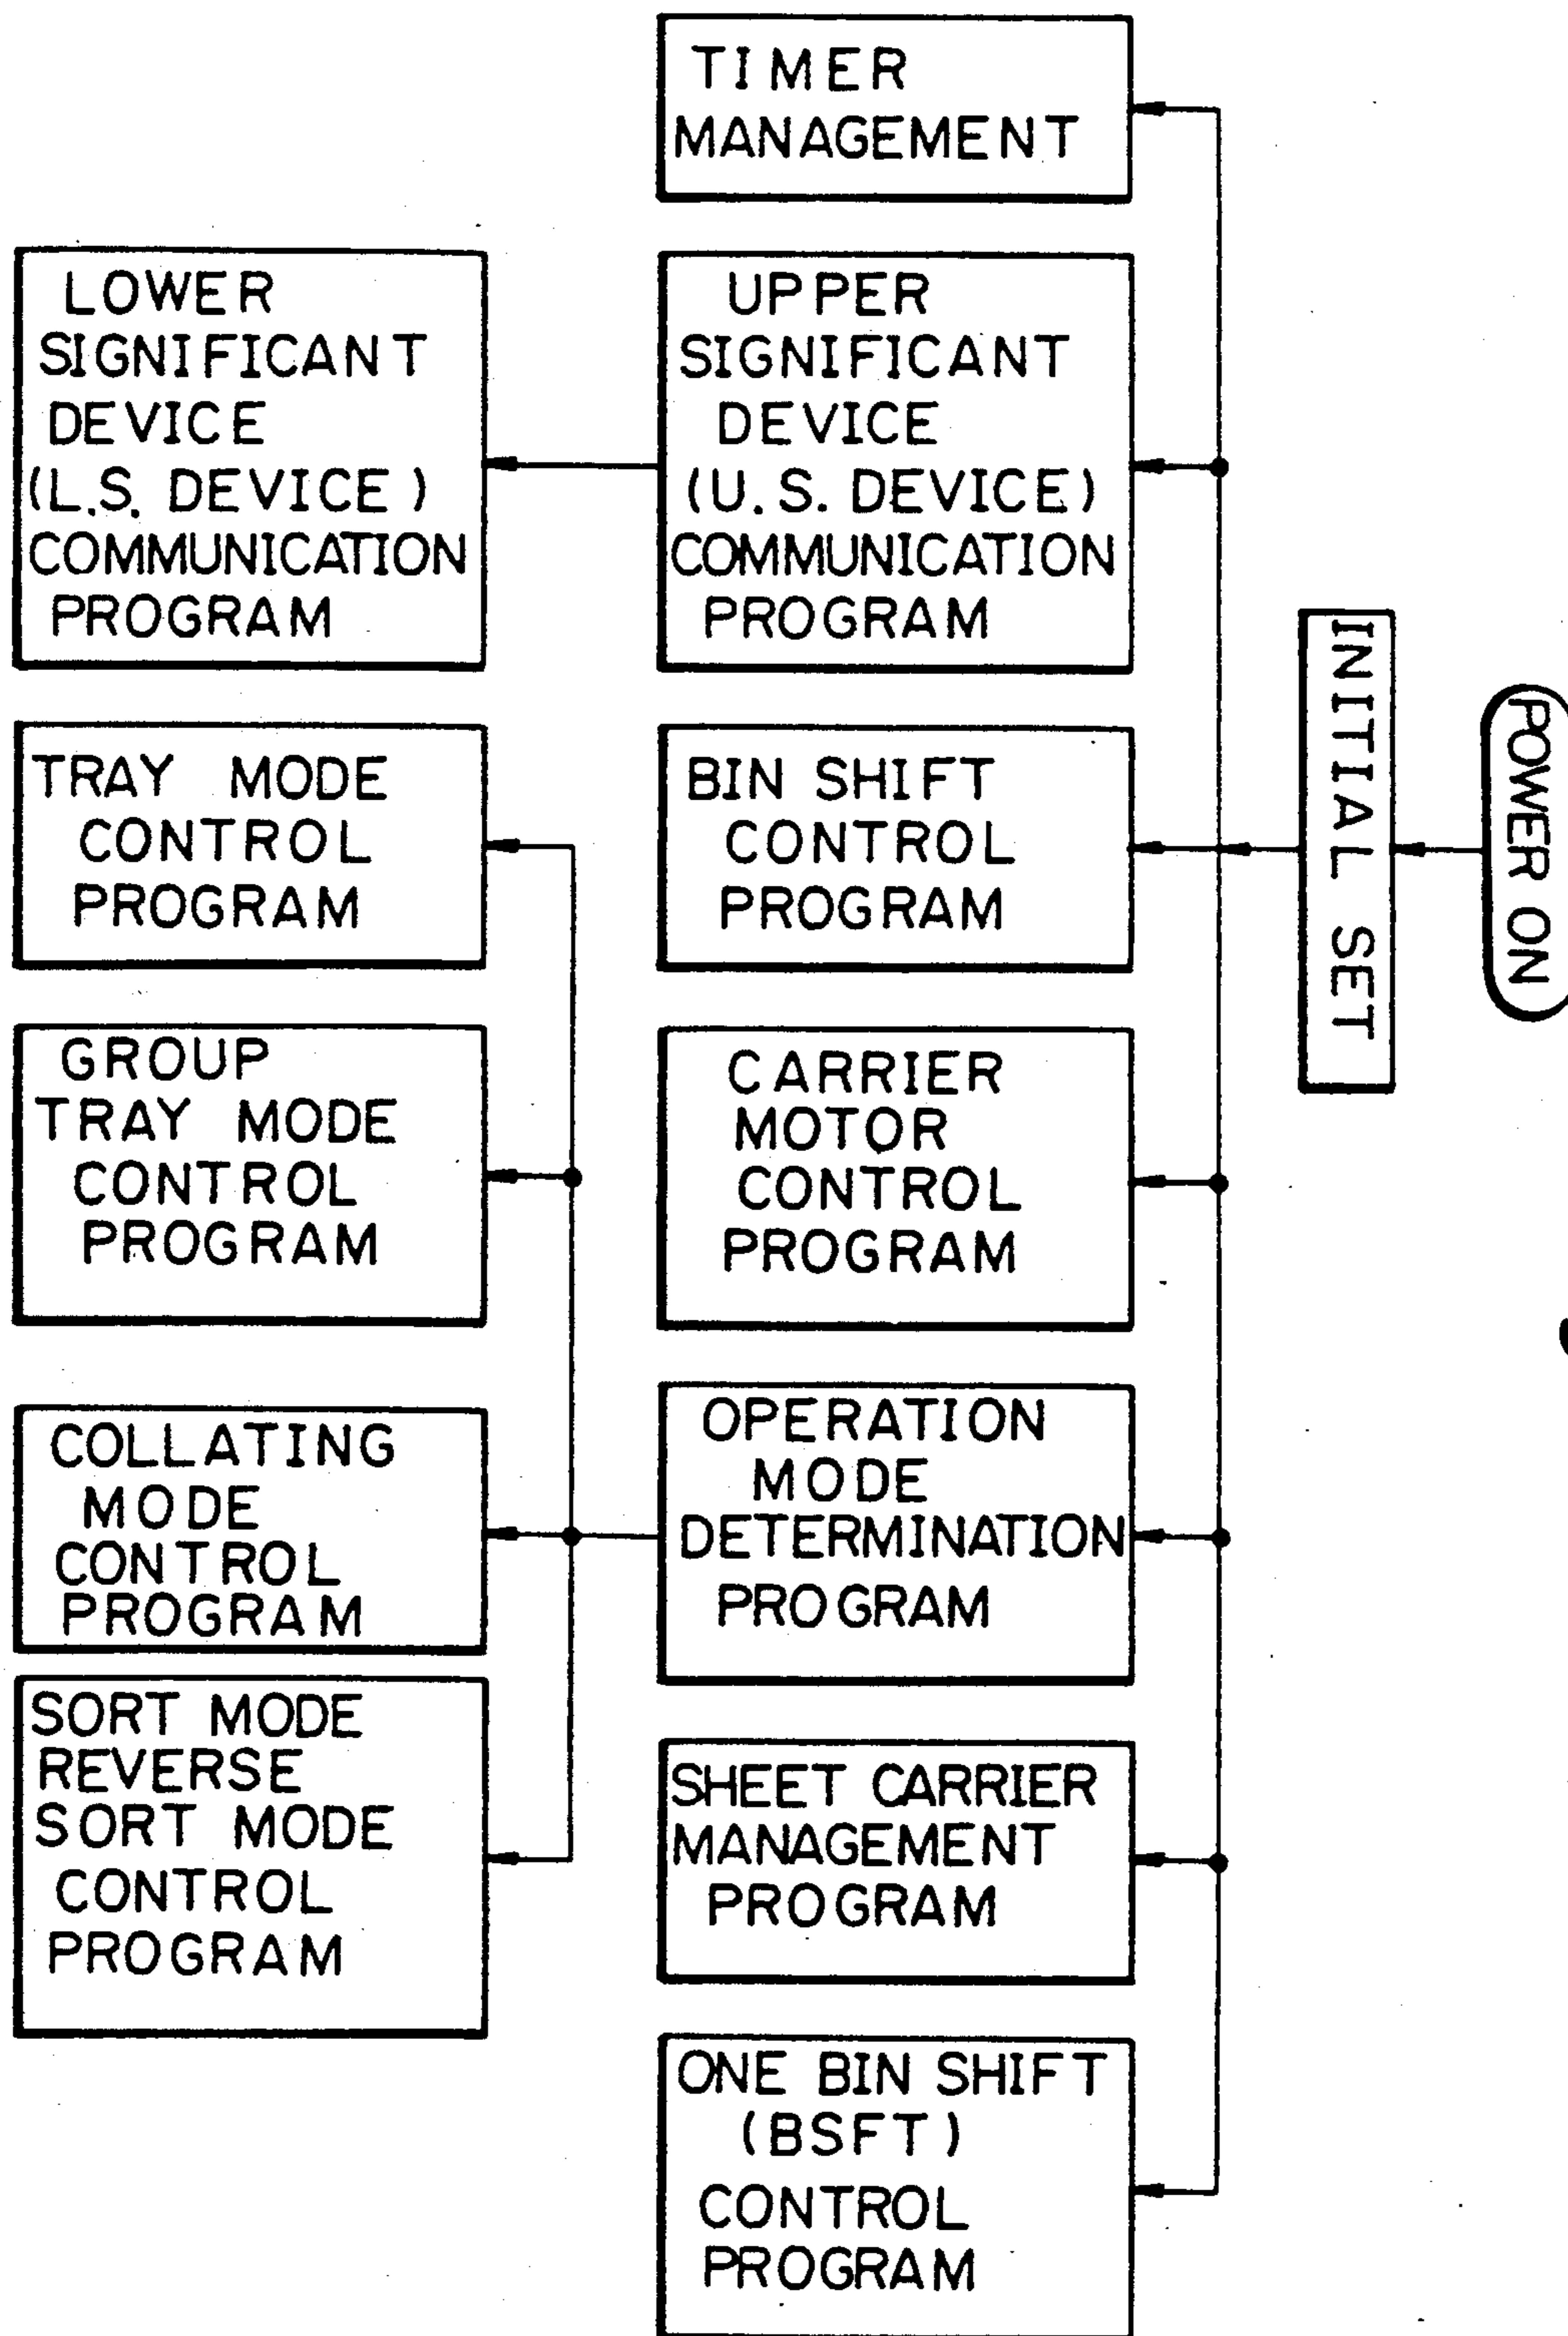 POWER ON
INITIAL SET
TIMER
MANAGEMENT
UPPER
SIGNIFICANT
DEVICE
(U.S. DEVICE)
COMMUNICATION
PROGRAM
BIN SHIFT
CONTROL
PROGRAM
CARRIER
MOTOR
CONTROL
PROGRAM
OPERATION
MODE
DETERMINATION
PROGRAM
SHEET CARRIER
MANAGEMENT
PROGRAM
ONE BIN SHIFT
(BSFT)
CONTROL
PROGRAM
LOWER
SIGNIFICANT
DEVICE
(L.S. DEVICE)
COMMUNICATION
PROGRAM
TRAY MODE
CONTROL
PROGRAM
GROUP
TRAY MODE
CONTROL
PROGRAM
COLLATING
MODE
CONTROL
PROGRAM
SORT MODE
REVERSE
SORT MODE
CONTROL
PROGRAM